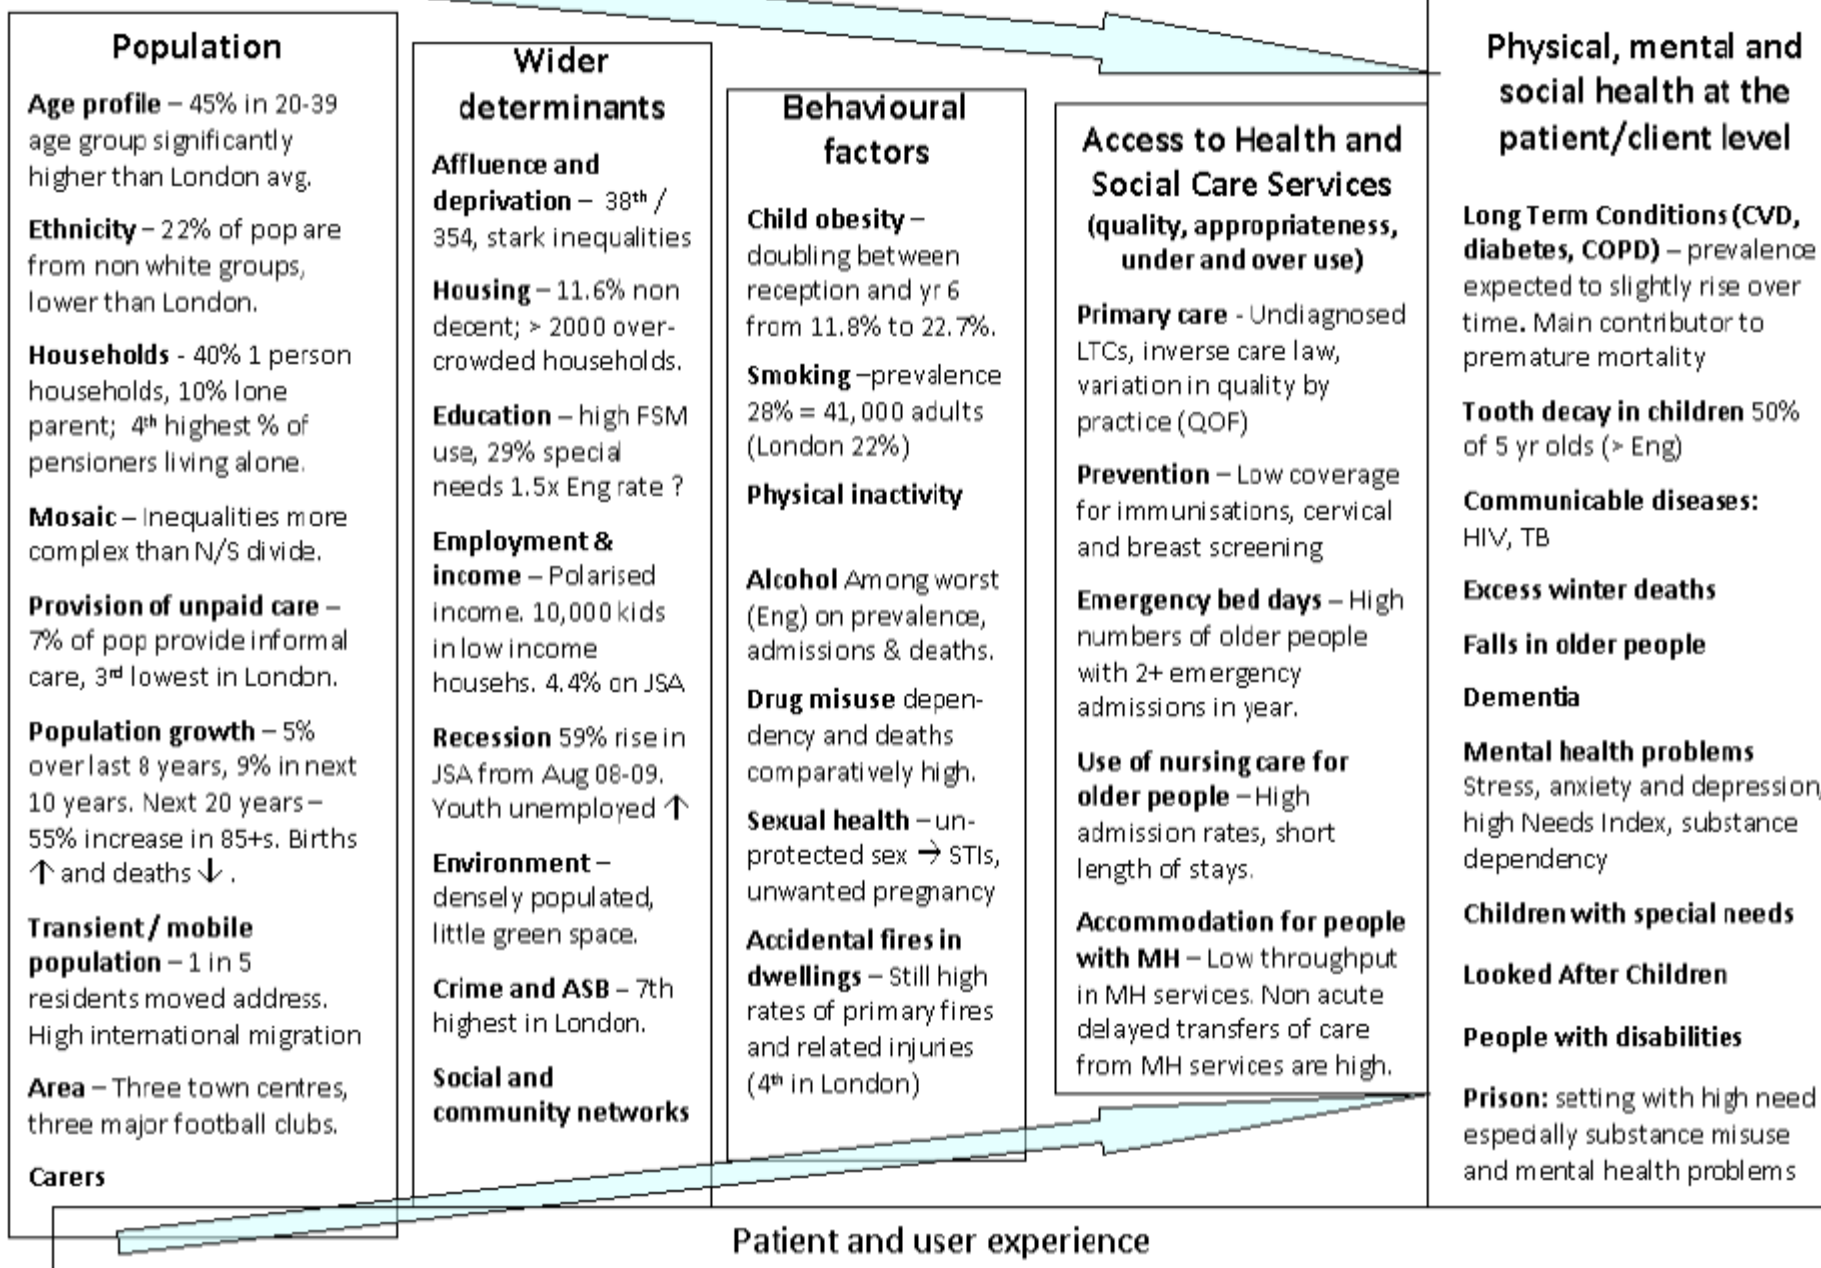 Population
Age profile – 45% in 20-39
age group significantly
higher than London avg.
Ethnicity – 22% of pop are
from non white groups,
lower than London.
Households - 40% 1 person
households, 10% lone
parent; 4th highest % of
pensioners living alone.
Mosaic – Inequalities more
complex than N/S divide.
Provision of unpaid care –
7% of pop provide informal
care, 3rd lowest in London.
Population growth – 5%
over last 8 years, 9% in next
10 years. Next 20 years –
55% increase in 85+s. Births
↑ and deaths ↓ .
Transient / mobile
population – 1 in 5
residents moved address.
High international migration
Area – Three town centres,
three major football clubs.
Carers
Wider
determinants
Affluence and
deprivation – 38th /
354, stark inequalities
Housing – 11.6% non
decent; > 2000 over-
crowded households.
Education – high FSM
use, 29% special
needs 1.5x Eng rate ?
Employment &
income – Polarised
income. 10,000 kids
in low income
househs. 4.4% on JSA
Recession 59% rise in
JSA from Aug 08-09.
Youth unemployed ↑
Environment –
densely populated,
little green space.
Crime and ASB – 7th
highest in London.
Social and
community networks
Behavioural
factors
Child obesity –
doubling between
reception and yr 6
from 11.8% to 22.7%.
Smoking –prevalence
28% = 41,000 adults
(London 22%)
Physical inactivity
Alcohol Among worst
(Eng) on prevalence,
admissions & deaths.
Drug misuse depen-
dency and deaths
comparatively high.
Sexual health – un-
protected sex → STIs,
unwanted pregnancy
Accidental fires in
dwellings – Still high
rates of primary fires
and related injuries
(4th in London)
Access to Health and
Social Care Services
(quality, appropriateness,
under and over use)
Primary care - Undiagnosed
LTCs, inverse care law,
variation in quality by
practice (QOF)
Prevention – Low coverage
for immunisations, cervical
and breast screening
Emergency bed days – High
numbers of older people
with 2+ emergency
admissions in year.
Use of nursing care for
older people – High
admission rates, short
length of stays.
Accommodation for people
with MH – Low throughput
in MH services. Non acute
delayed transfers of care
from MH services are high.
Physical, mental and
social health at the
patient/client level
Long Term Conditions (CVD,
diabetes, COPD) – prevalence
expected to slightly rise over
time. Main contributor to
premature mortality
Tooth decay in children 50%
of 5 yr olds (> Eng)
Communicable diseases:
HIV, TB
Excess winter deaths
Falls in older people
Dementia
Mental health problems
Stress, anxiety and depression,
high Needs Index, substance
dependency
Children with special needs
Looked After Children
People with disabilities
Prison: setting with high need
especially substance misuse
and mental health problems
Patient and user experience